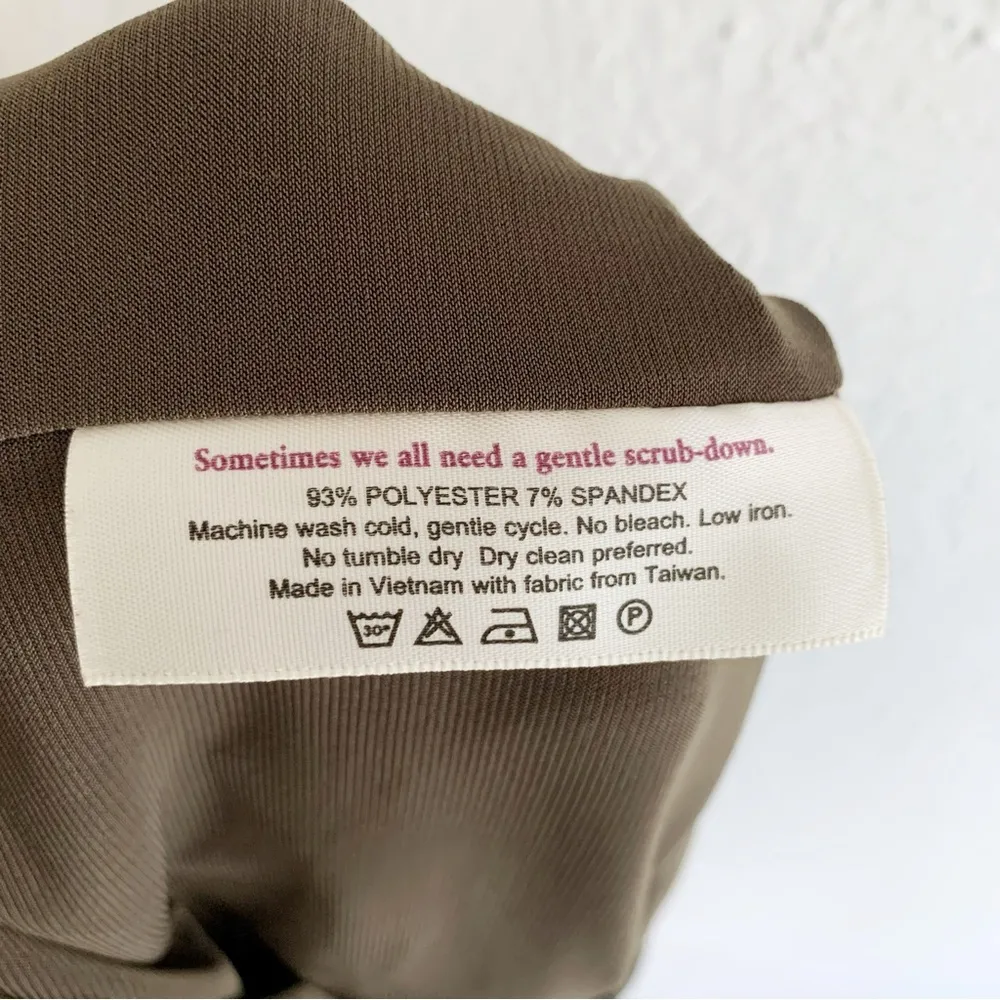 Sometimes we all need a gentle scrub-down.
93% POLYESTER 7% SPANDEX
Machine wash cold, gentle cycle. No bleach. Low iron.
No tumble dry Dry clean preferred.
Made in Vietnam with fabric from Taiwan.
30° P